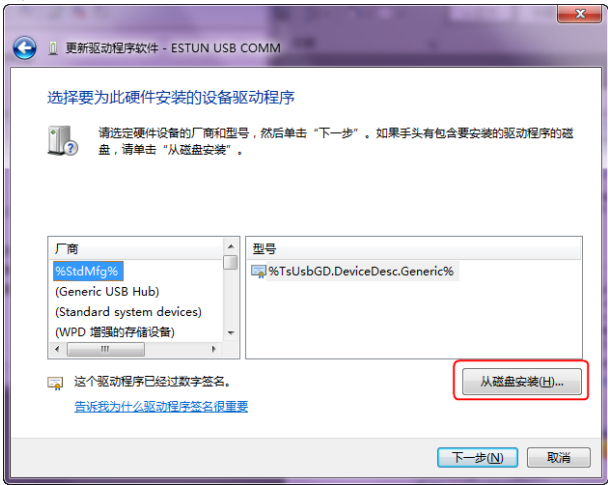 更新驱动程序软件 - ESTUN USB COMM
选择要为此硬件安装的设备驱动程序
请选定硬件设备的厂商和型号，然后单击“下一步”。如果手头有包含要安装的驱动程序的磁
盘，请单击“从磁盘安装”。
厂商
型号
%StdMfg%
%TsUsbGD.DeviceDesc.Generic%
(Generic USB Hub)
(Standard system devices)
(WPD 增强的存储设备)
这个驱动程序已经过数字签名。
从磁盘安装(H)...
告诉我为什么驱动程序签名很重要
下一步(N)
取消